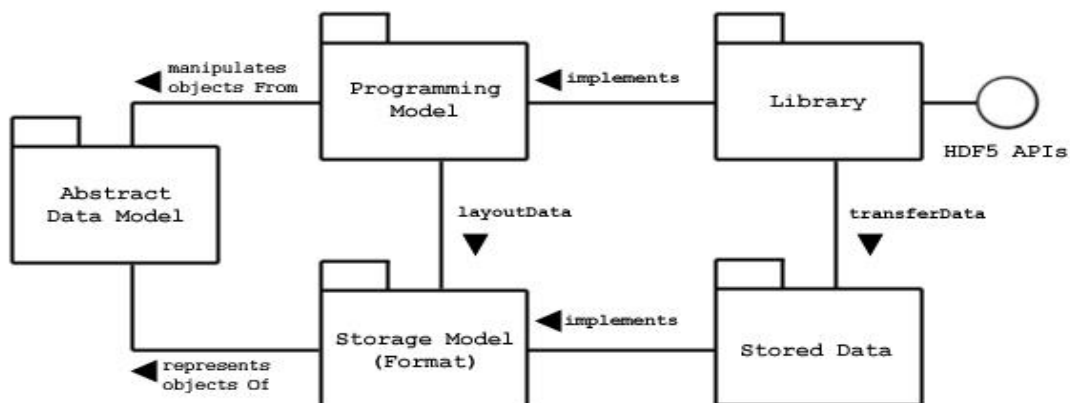 manipulates
objects From
Programming
Model
implements
Library
HDF5 APIs
Abstract
Data Model
layoutData
transferData
Storage Model
(Format)
implements
Stored Data
represents
objects Of